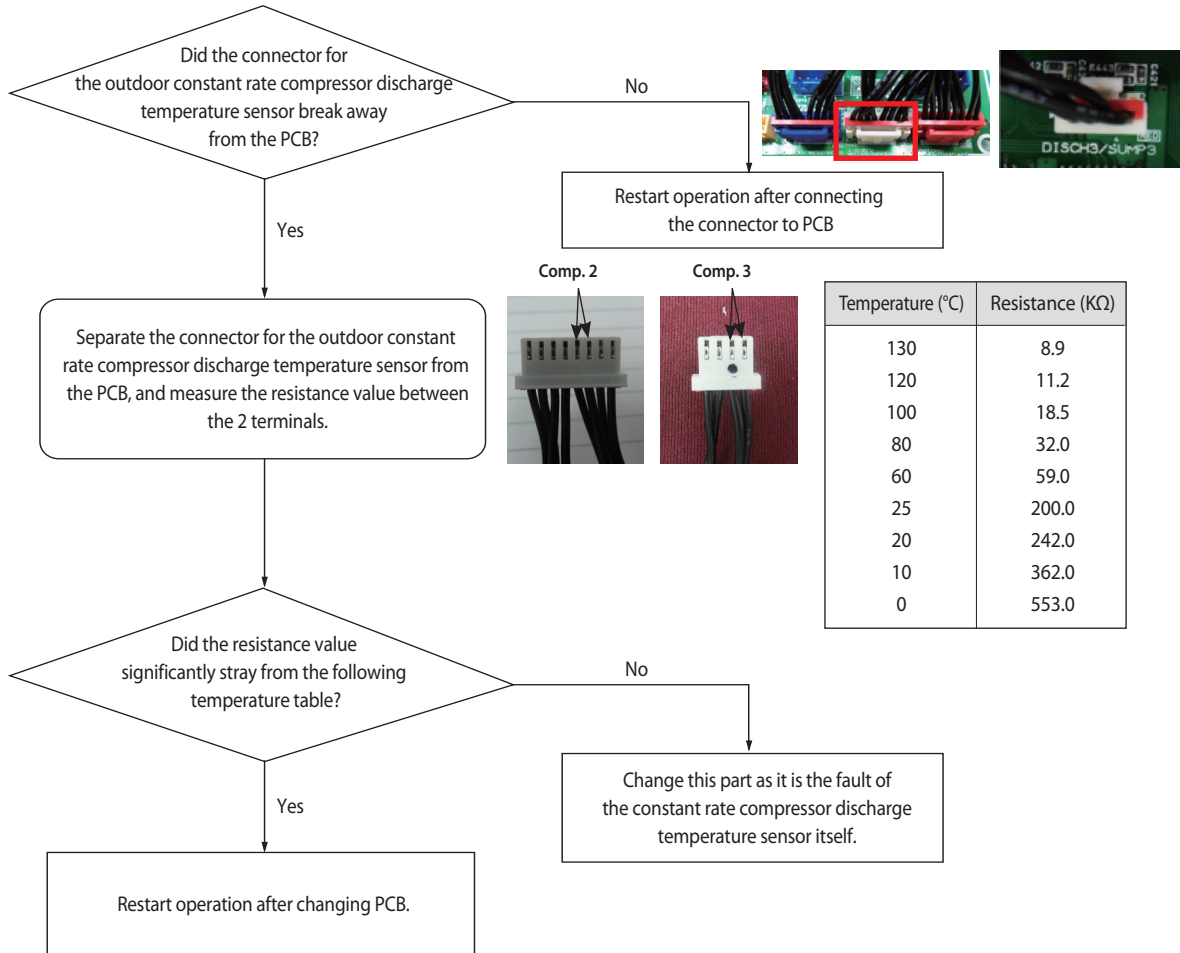 Did the connector for
the outdoor constant rate compressor discharge
temperature sensor break away
from the PCB?
No
DISCH3/SUMP3
RED
R443
Restart operation after connecting
the connector to PCB
Yes
Comp. 2
Comp. 3
Separate the connector for the outdoor constant
rate compressor discharge temperature sensor from
the PCB, and measure the resistance value between
the 2 terminals.
Temperature (°C) Resistance (KΩ)
130 8.9
120 11.2
100 18.5
80 32.0
60 59.0
25 200.0
20 242.0
10 362.0
0 553.0
Did the resistance value
significantly stray from the following
temperature table?
No
Change this part as it is the fault of
the constant rate compressor discharge
temperature sensor itself.
Yes
Restart operation after changing PCB.